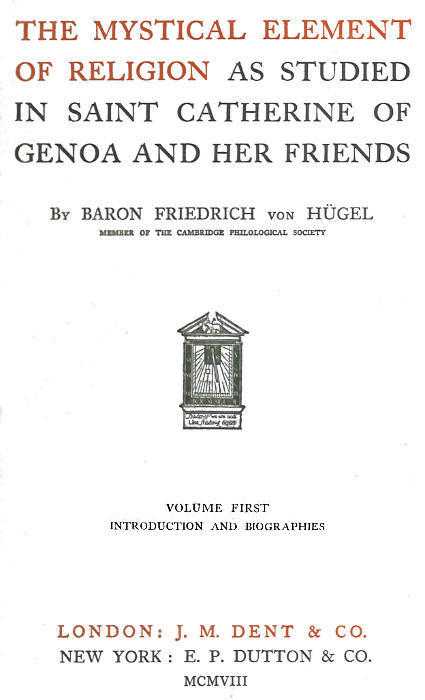 THE MYSTICAL ELEMENT
OF RELIGION AS STUDIED
IN SAINT CATHERINE OF
GENOA AND HER FRIENDS
By BARON FRIEDRICH von HÜGEL
MEMBER OF THE CAMBRIDGE PHILOLOGICAL SOCIETY
VOLUME FIRST
INTRODUCTION AND BIOGRAPHIES
LONDON: J. M. DENT & CO.
NEW YORK: E. P. DUTTON & CO.
MCMVIII